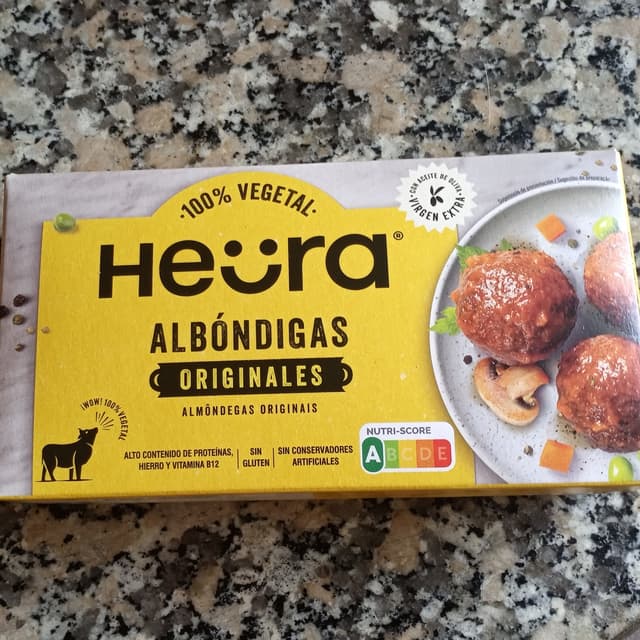 ·100% VEGETAL·
Heüra®
ALBÓNDIGAS
ORIGINALES
ALMÔNDEGAS ORIGINAIS
¡WOW! 100% VEGETAL
ALTO CONTENIDO DE PROTEÍNAS,
HIERRO Y VITAMINA B12
SIN
GLUTEN
SIN CONSERVADORES
ARTIFICIALES
NUTRI-SCORE
A B C D E
CON ACEITE DE OLIVA
VIRGEN EXTRA